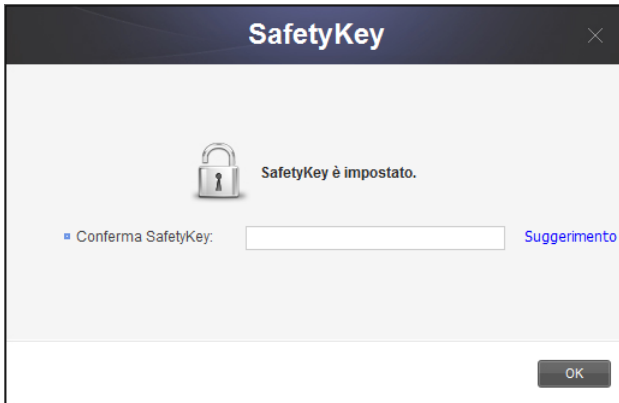 SafetyKey
SafetyKey è impostato.
Conferma SafetyKey:
Suggerimento
OK